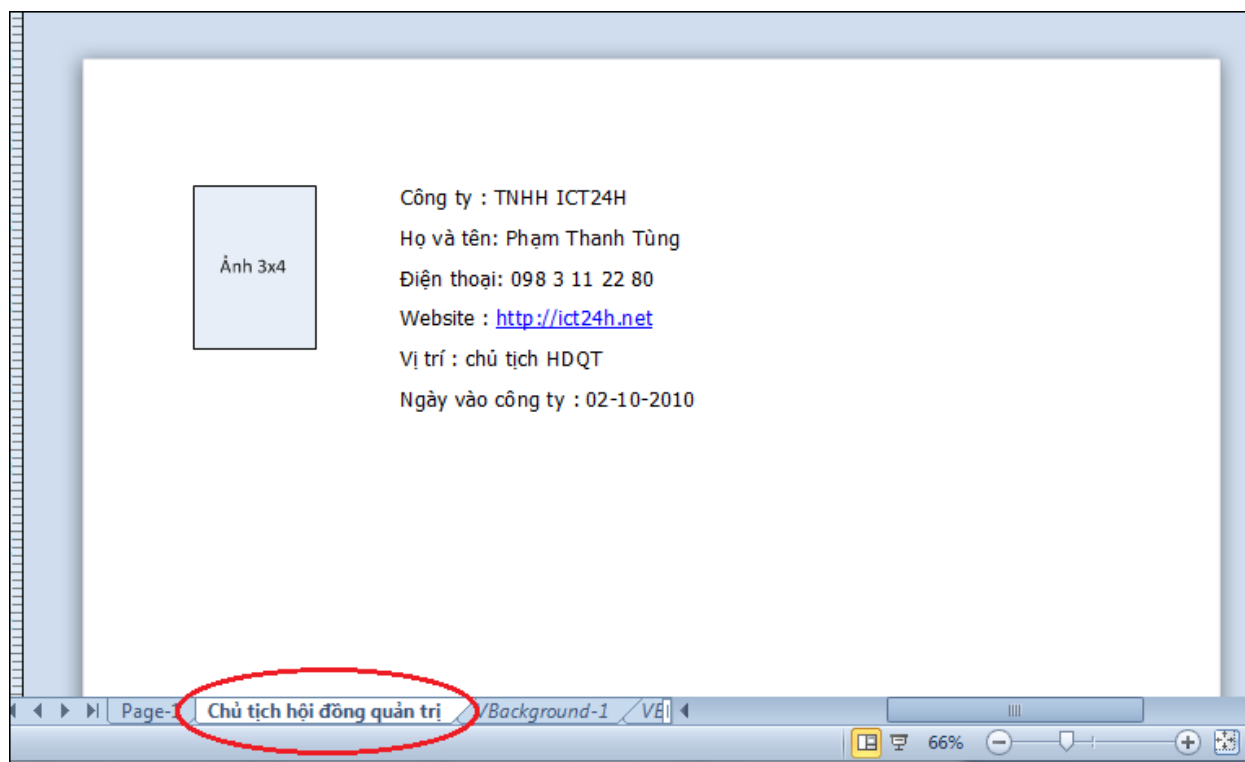 Công ty : TNHH ICT24H
Họ và tên: Phạm Thanh Tùng
Ảnh 3x4
Điện thoại: 098 3 11 22 80
Website : http://ict24h.net
Vị trí : chủ tịch HDQT
Ngày vào công ty : 02-10-2010
Page-1 Chủ tịch hội đồng quản trị VBackground-1
66%